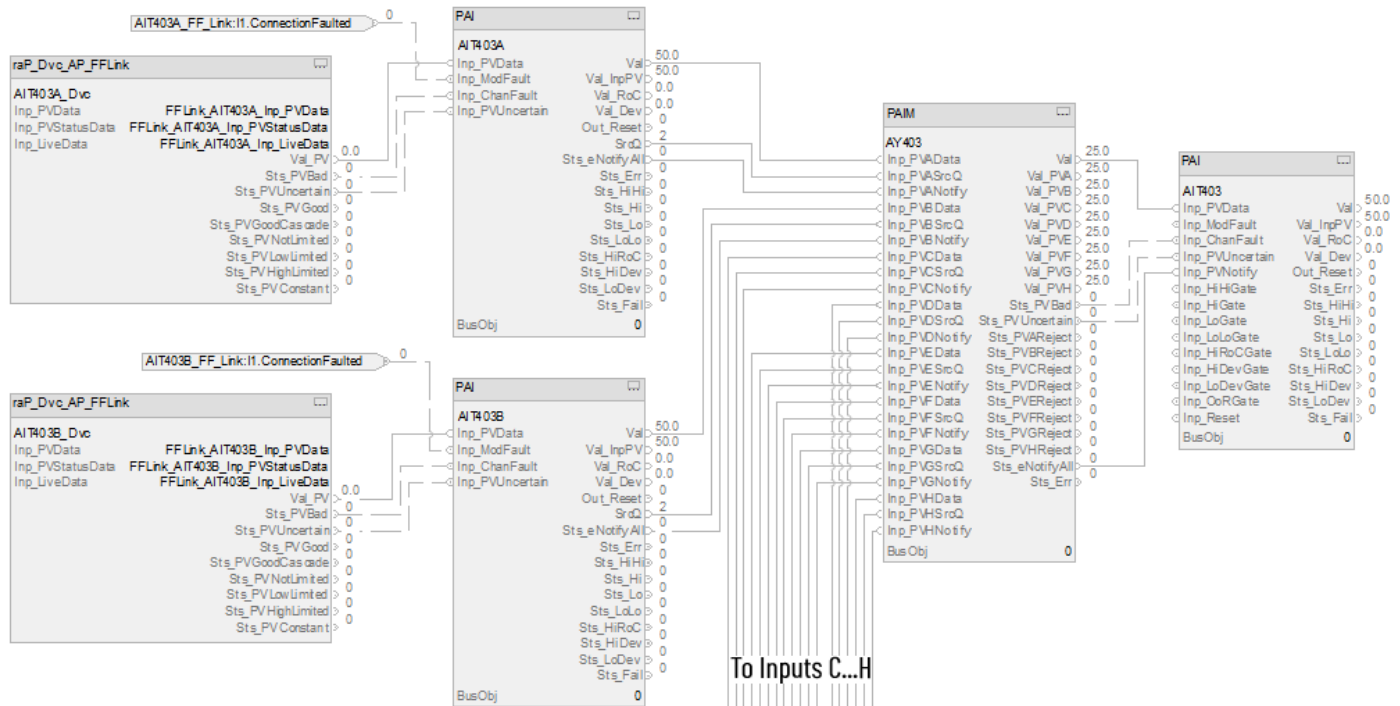 AIT403A_FF_Link:I1.ConnectionFaulted
0
raP_Dvc_AP_FFLink
AIT403A_Dvc
Inp_PVData FFLink_AIT403A_Inp_PVData
Inp_PVStatusData FFLink_AIT403A_Inp_PVStatusData
Inp_LiveData FFLink_AIT403A_Inp_LiveData
Val_PV 0.0
Sts_PVBad 0
Sts_PVUncertain 0
Sts_PVGood 0
Sts_PVGoodCascade 0
Sts_PVNotLimited 0
Sts_PVLowLimited 0
Sts_PVHighLimited 0
Sts_PVConstant 0
PAI
AIT403A
Inp_PVData Val 50.0
Inp_ModFault Val_InpPV 50.0
Inp_ChanFault Val_RoC 0.0
Inp_PVUncertain Val_Dev 0.0
Out_Reset 0
SrcQ 2
Sts_eNotifyAll 0
Sts_Err 0
Sts_HiHi 0
Sts_Hi 0
Sts_Lo 0
Sts_LoLo 0
Sts_HiRoC 0
Sts_HiDev 0
Sts_LoDev 0
Sts_Fail 0
BusObj 0
AIT403B_FF_Link:I1.ConnectionFaulted
0
raP_Dvc_AP_FFLink
AIT403B_Dvc
Inp_PVData FFLink_AIT403B_Inp_PVData
Inp_PVStatusData FFLink_AIT403B_Inp_PVStatusData
Inp_LiveData FFLink_AIT403B_Inp_LiveData
Val_PV 0.0
Sts_PVBad 0
Sts_PVUncertain 0
Sts_PVGood 0
Sts_PVGoodCascade 0
Sts_PVNotLimited 0
Sts_PVLowLimited 0
Sts_PVHighLimited 0
Sts_PVConstant 0
PAI
AIT403B
Inp_PVData Val 50.0
Inp_ModFault Val_InpPV 50.0
Inp_ChanFault Val_RoC 0.0
Inp_PVUncertain Val_Dev 0.0
Out_Reset 0
SrcQ 2
Sts_eNotifyAll 0
Sts_Err 0
Sts_HiHi 0
Sts_Hi 0
Sts_Lo 0
Sts_LoLo 0
Sts_HiRoC 0
Sts_HiDev 0
Sts_LoDev 0
Sts_Fail 0
BusObj 0
PAIM
AY403
Inp_PVAData Val 25.0
Inp_PVASrcQ Val_PVA 25.0
Inp_PVANotify Val_PVB 25.0
Inp_PVBData Val_PVC 25.0
Inp_PVBSrcQ Val_PVD 25.0
Inp_PVBNotify Val_PVE 25.0
Inp_PVCData Val_PVF 25.0
Inp_PVCSrcQ Val_PVG 25.0
Inp_PVCNotify Val_PVH 25.0
Inp_PVDData Sts_PVBad 0
Inp_PVDSrcQ Sts_PVUncertain 0
Inp_PVDNotify Sts_PVAReject 0
Inp_PVEData Sts_PVBReject 0
Inp_PVESrcQ Sts_PVCReject 0
Inp_PVENotify Sts_PVDReject 0
Inp_PVFData Sts_PVEReject 0
Inp_PVFSrcQ Sts_PVFReject 0
Inp_PVFNotify Sts_PVGReject 0
Inp_PVGData Sts_PVHReject 0
Inp_PVGSrcQ Sts_eNotifyAll 0
Inp_PVGNotify Sts_Err 0
Inp_PVHData
Inp_PVHSrcQ
Inp_PVHNotify
BusObj 0
To Inputs C...H
PAI
AIT403
Inp_PVData Val 50.0
Inp_ModFault Val_InpPV 50.0
Inp_ChanFault Val_RoC 0.0
Inp_PVUncertain Val_Dev 0.0
Inp_PVNotify Out_Reset 0
Inp_HiHiGate Sts_Err 0
Inp_HiGate Sts_HiHi 0
Inp_LoGate Sts_Hi 0
Inp_LoLoGate Sts_Lo 0
Inp_HiRoCGate Sts_LoLo 0
Inp_HiDevGate Sts_HiRoC 0
Inp_LoDevGate Sts_HiDev 0
Inp_OoRGate Sts_LoDev 0
Inp_Reset Sts_Fail 0
BusObj 0